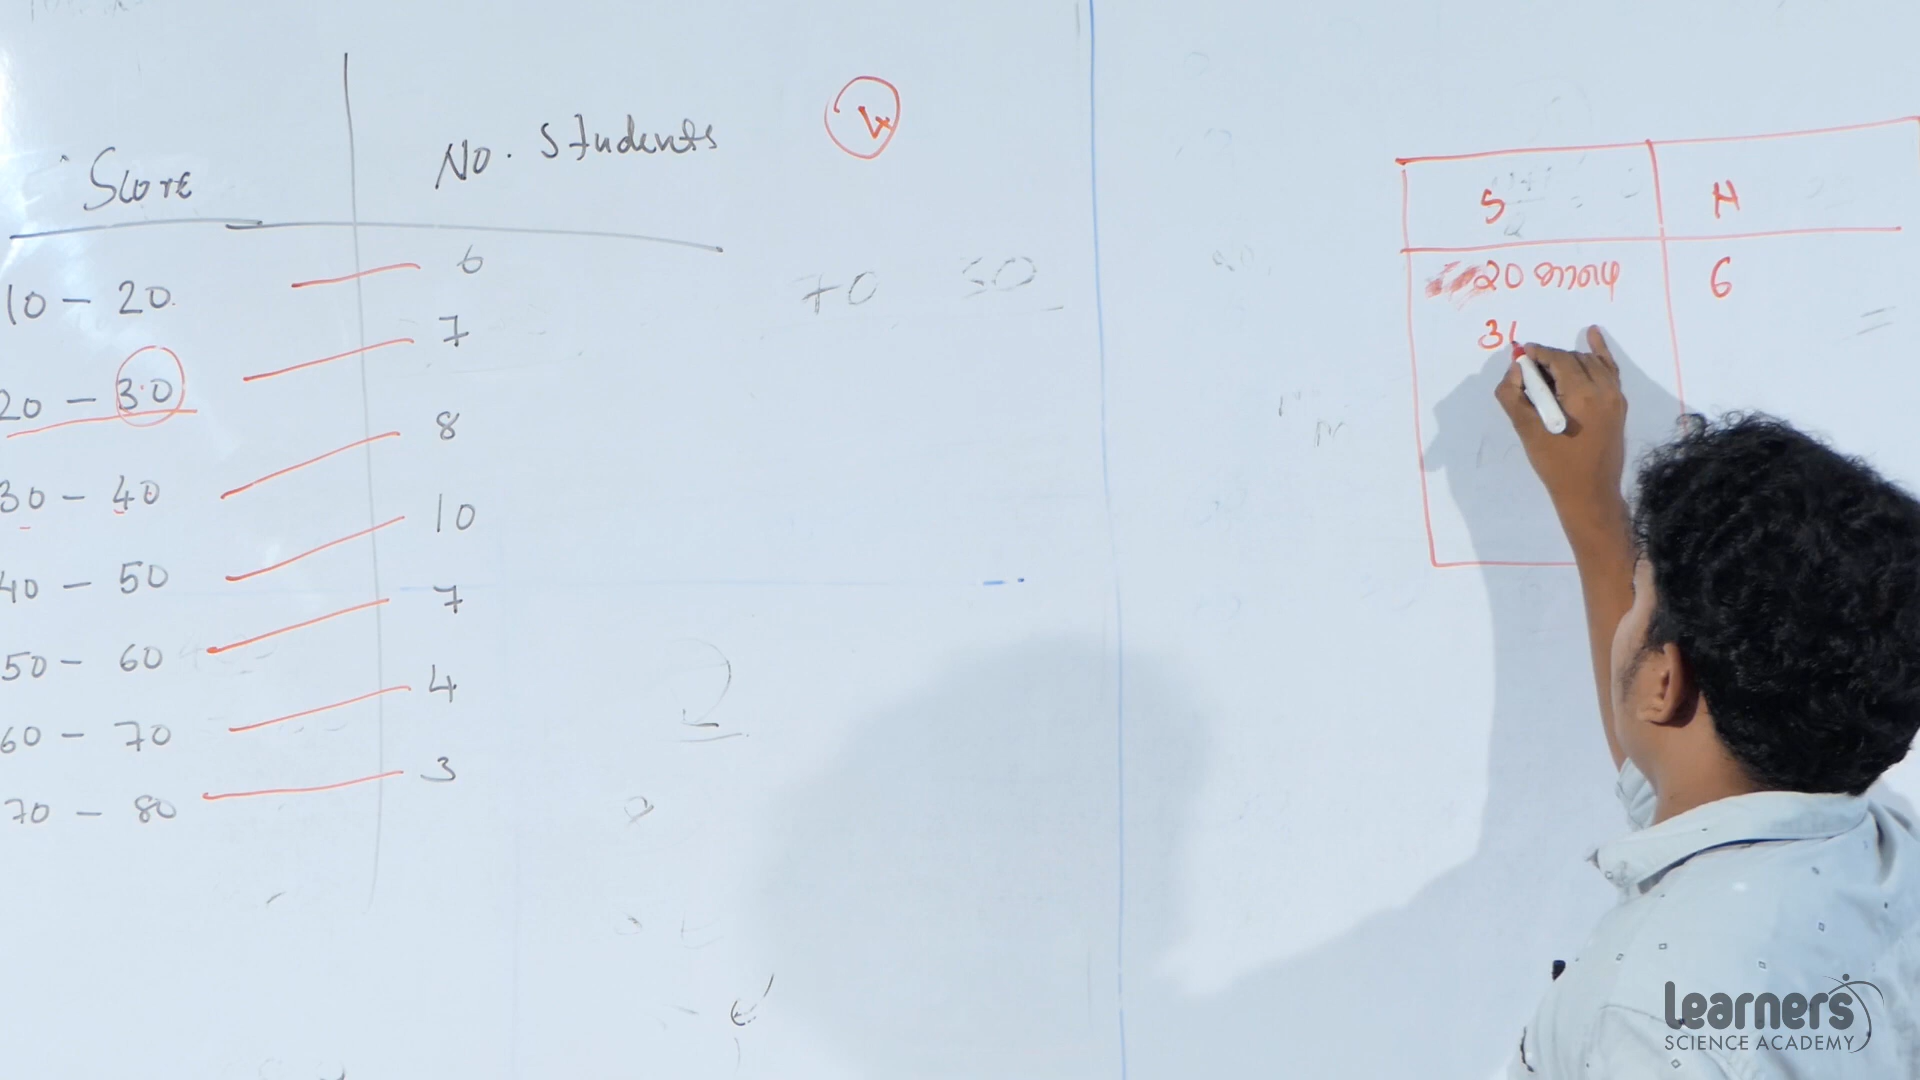 Score No. Students
10 - 20 6
20 - 30 7
30 - 40 8
40 - 50 10
50 - 60 7
60 - 70 4
70 - 80 3
4
70 30
S N
20 താഴെ 6
3
Learners
SCIENCE ACADEMY